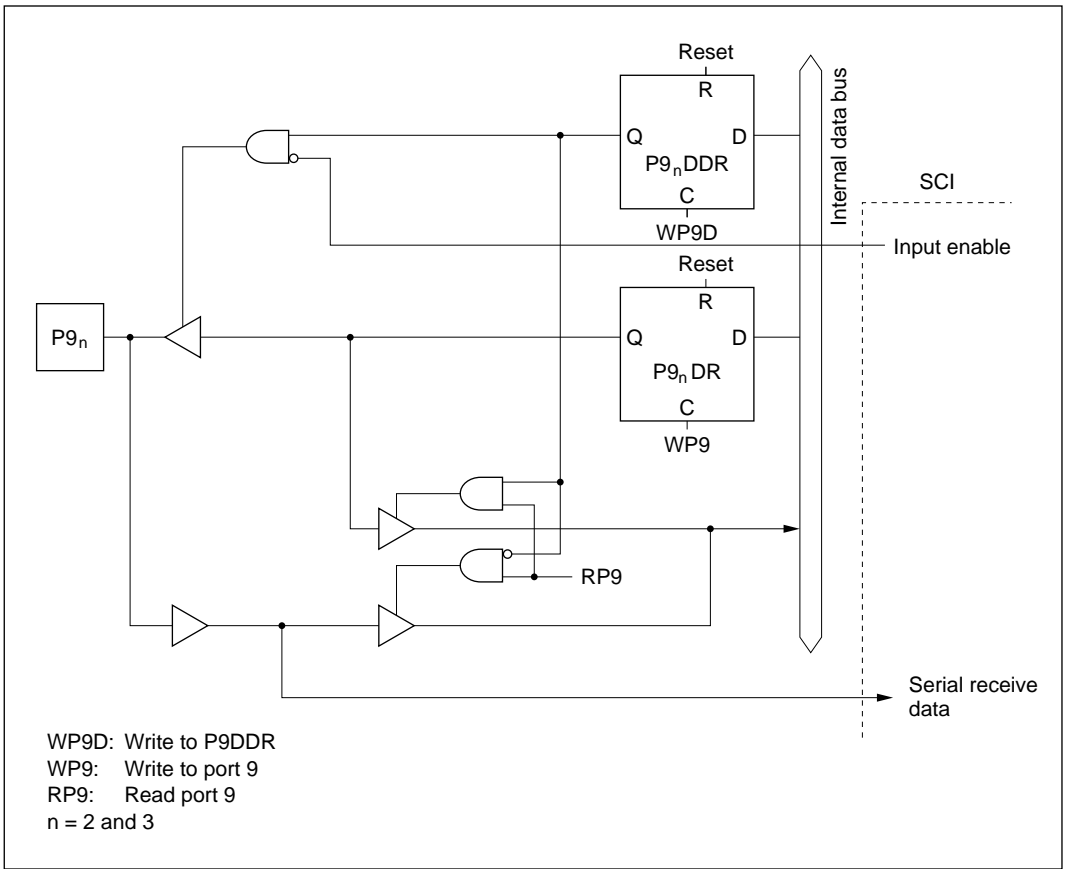 Reset
R
Q
D
P9nDDR
C
WP9D
Internal data bus
SCI
Input enable
Reset
R
P9n
Q
D
P9n DR
C
WP9
RP9
Serial receive
data
WP9D: Write to P9DDR
WP9: Write to port 9
RP9: Read port 9
n = 2 and 3